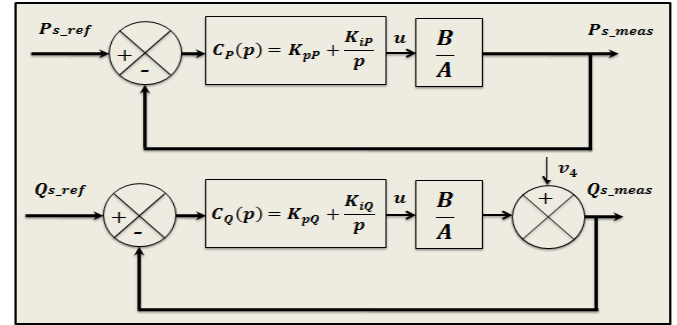 Ps_ref
+
-
C_P(p) = K_pP + K_iP/p
u
B/A
Ps_meas
Qs_ref
+
-
C_Q(p) = K_pQ + K_iQ/p
u
B/A
v_4
+
Qs_meas